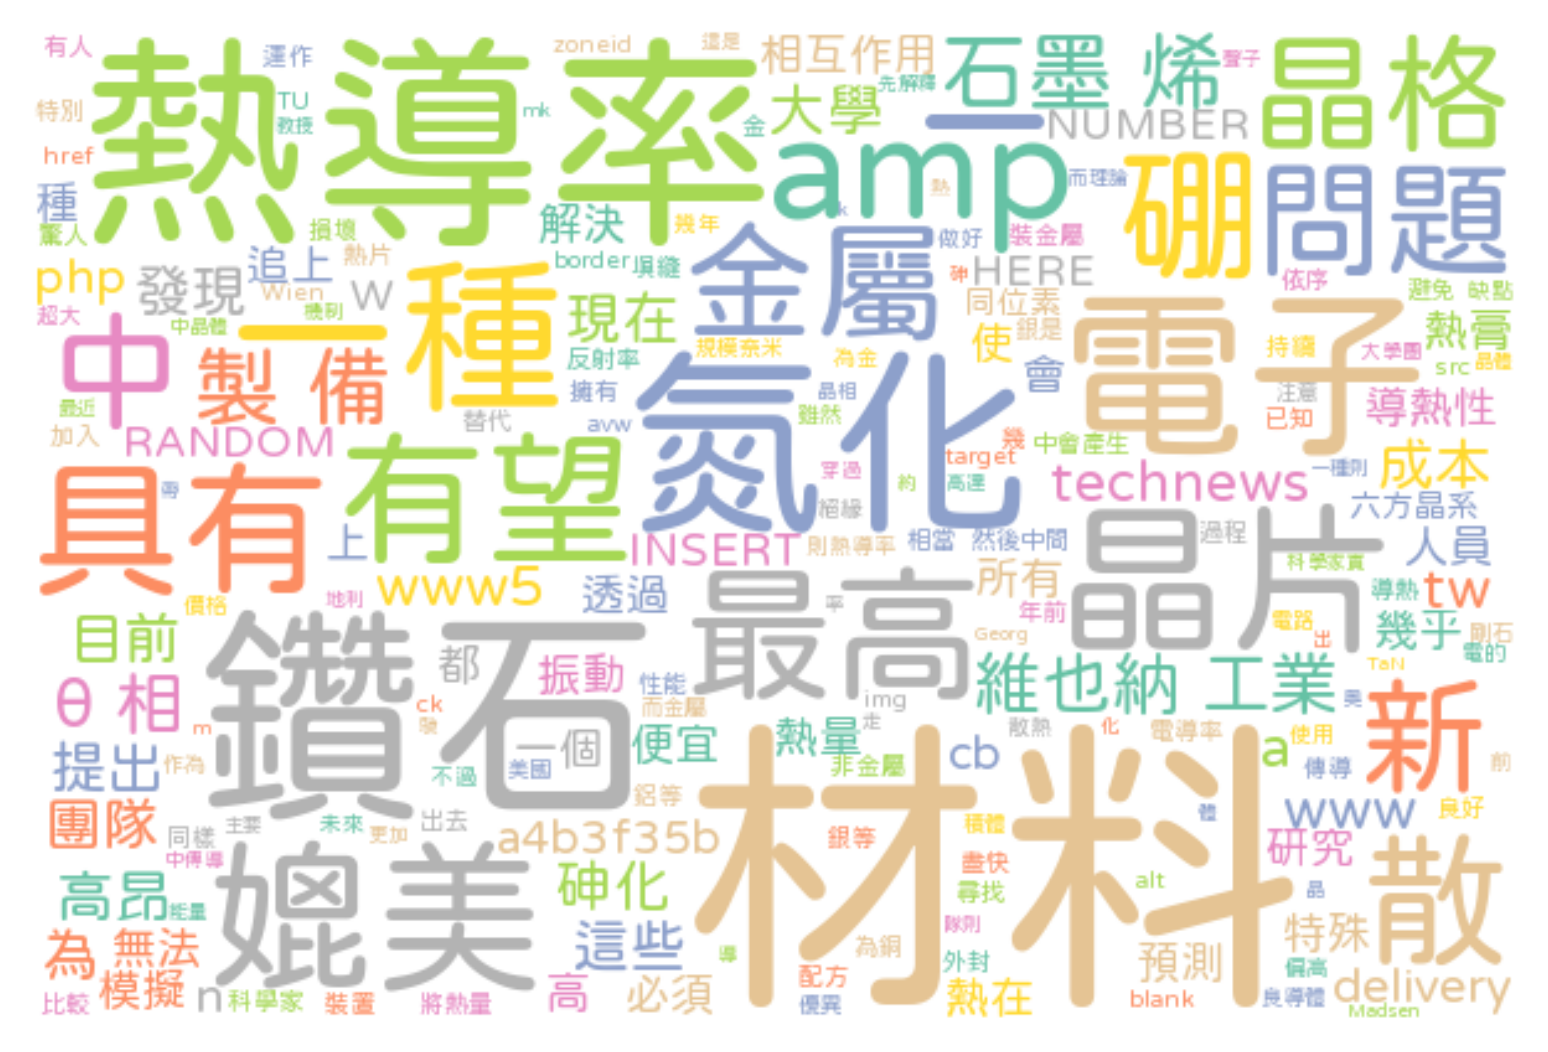 有人
運作
zoneid
這是
相互作用
石墨 烯
聲子
晶格
熱導率
特別
TU
教授
mk
金
大學
先解釋
一
NUMBER
href
amp
熱
而理論
硼
問題
種
驚人
損壞
解決
幾年
k
php
發現
追上
熱片
border
金屬
做好
裝金屬
砷
HERE
依序
避免
缺點
超大
Wien
W
一種
現在
同位素
電子
熱膏
中晶體
機制
中
製 備
反射率
規模奈米
為金
使
銀是
持續
大學團
src
晶體
最近
擁有
氮化
晶相
會
注意
導熱性
加入
替代
avw
雖然
已知
RANDOM
有望
幾
中會產生
穿過
target
technews
一種則
成本
具有
帶
約
高達
六方晶系
絕緣
上
INSERT
則熱導率
相當
然後中間
晶片
過程
人員
科學家實
www5
透過
最高
所有
導熱
tw
價格
地利
率
年前
電路
出
幾乎
剛石
電的
目前
鑽石
都
振動
Georg
維也納 工業
TaN
θ 相
性能
img
奧
新
ck
發
而金屬
走
散熱
化
電導率
m
一個
便宜
熱量
cb
a
使用
提出
作為
不過
美國
非金屬
傳導
前
材料
鋁等
體
www
良好
團隊
同樣
主要
未來
更加
出去
a4b3f35b
銀等
積體
研究
中傳導
媲美
盡快
散
高昂
能量
砷化
尋找
alt
晶
隊則
特殊
為
無法
這些
導
為銅
外封
預測
偏高
模擬
配方
delivery
比較
n
科學家
裝置
將熱量
高
必須
優異
熱在
blank
良導體
Madsen